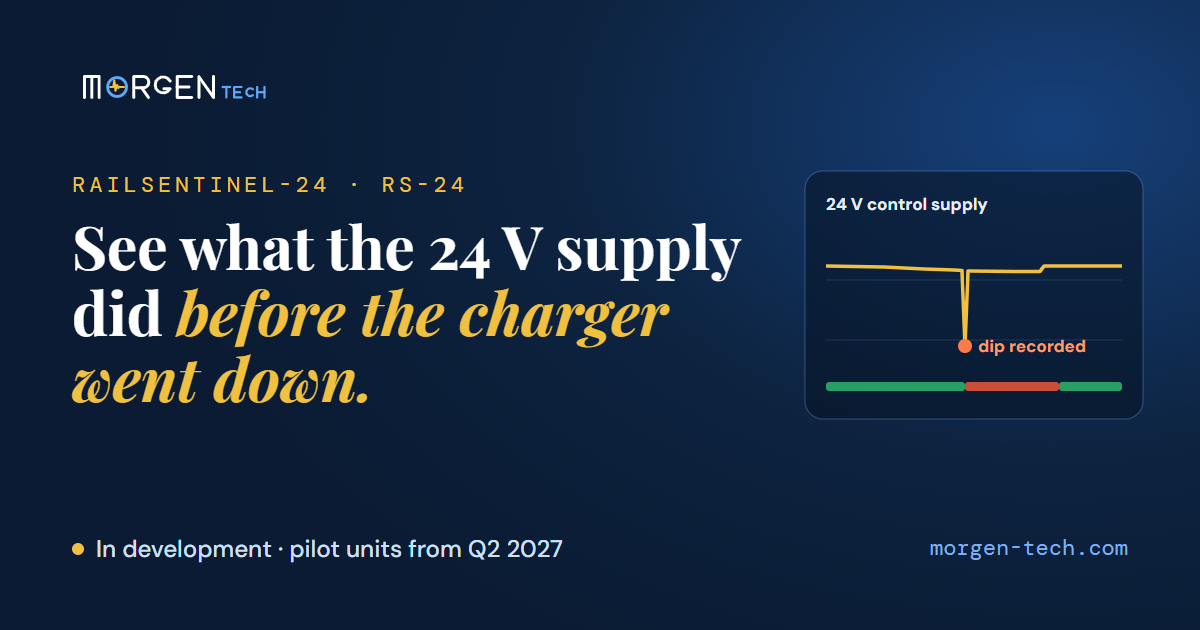 MORGEN TECH
RAILSENTINEL-24 · RS-24
See what the 24 V supply
did before the charger
went down.
24 V control supply
dip recorded
In development · pilot units from Q2 2027
morgen-tech.com